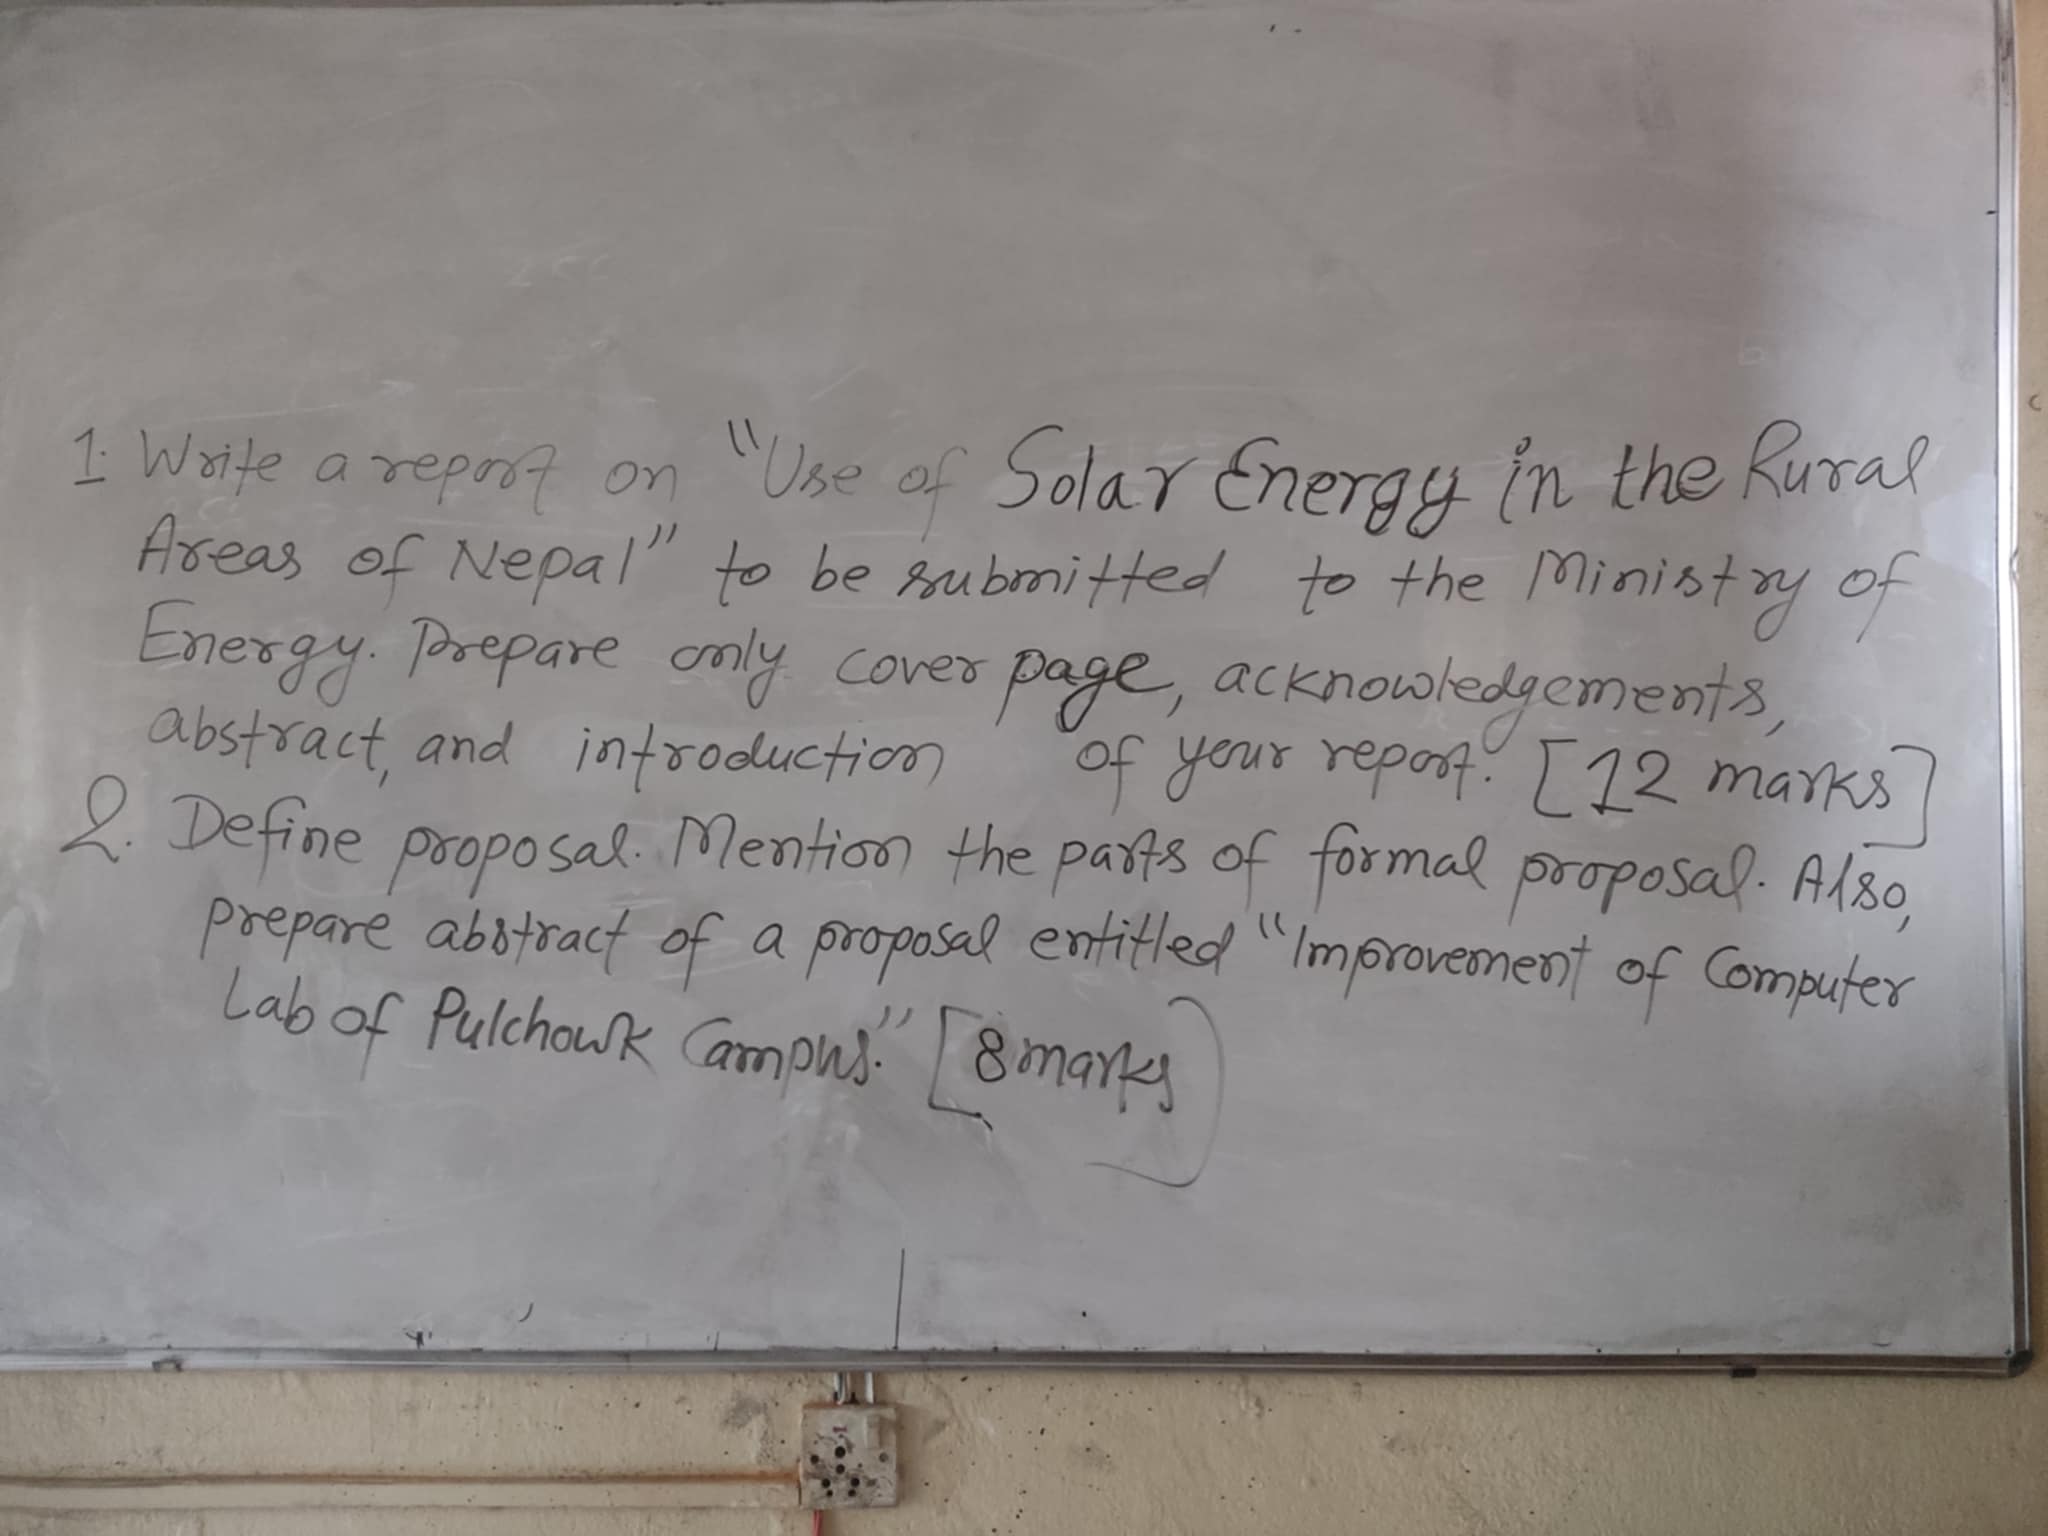 1. Write a report on "Use of Solar Energy in the Rural
Areas of Nepal" to be submitted to the Ministry of
Energy. Prepare only cover page, acknowledgements,
abstract, and introduction of your report. [12 marks]
2. Define proposal. Mention the parts of formal proposal. Also,
prepare abstract of a proposal entitled "Improvement of Computer
Lab of Pulchowk Campus." [8 marks]